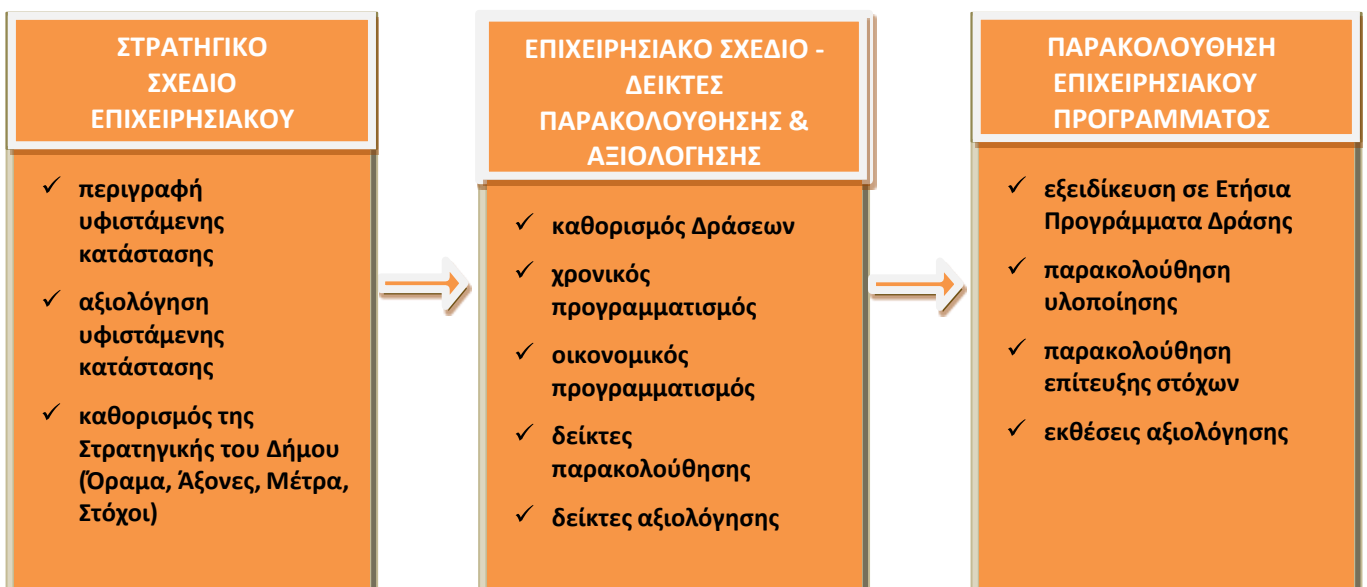 ΣΤΡΑΤΗΓΙΚΟ
ΣΧΕΔΙΟ
ΕΠΙΧΕΙΡΗΣΙΑΚΟΥ
✓ περιγραφή
υφιστάμενης
κατάστασης
✓ αξιολόγηση
υφιστάμενης
κατάστασης
✓ καθορισμός της
Στρατηγικής του Δήμου
(Όραμα, Άξονες, Μέτρα,
Στόχοι)
ΕΠΙΧΕΙΡΗΣΙΑΚΟ ΣΧΕΔΙΟ -
ΔΕΙΚΤΕΣ
ΠΑΡΑΚΟΛΟΥΘΗΣΗΣ &
ΑΞΙΟΛΟΓΗΣΗΣ
✓ καθορισμός Δράσεων
✓ χρονικός
προγραμματισμός
✓ οικονομικός
προγραμματισμός
✓ δείκτες
παρακολούθησης
✓ δείκτες αξιολόγησης
ΠΑΡΑΚΟΛΟΥΘΗΣΗ
ΕΠΙΧΕΙΡΗΣΙΑΚΟΥ
ΠΡΟΓΡΑΜΜΑΤΟΣ
✓ εξειδίκευση σε Ετήσια
Προγράμματα Δράσης
✓ παρακολούθηση
υλοποίησης
✓ παρακολούθηση
επίτευξης στόχων
✓ εκθέσεις αξιολόγησης